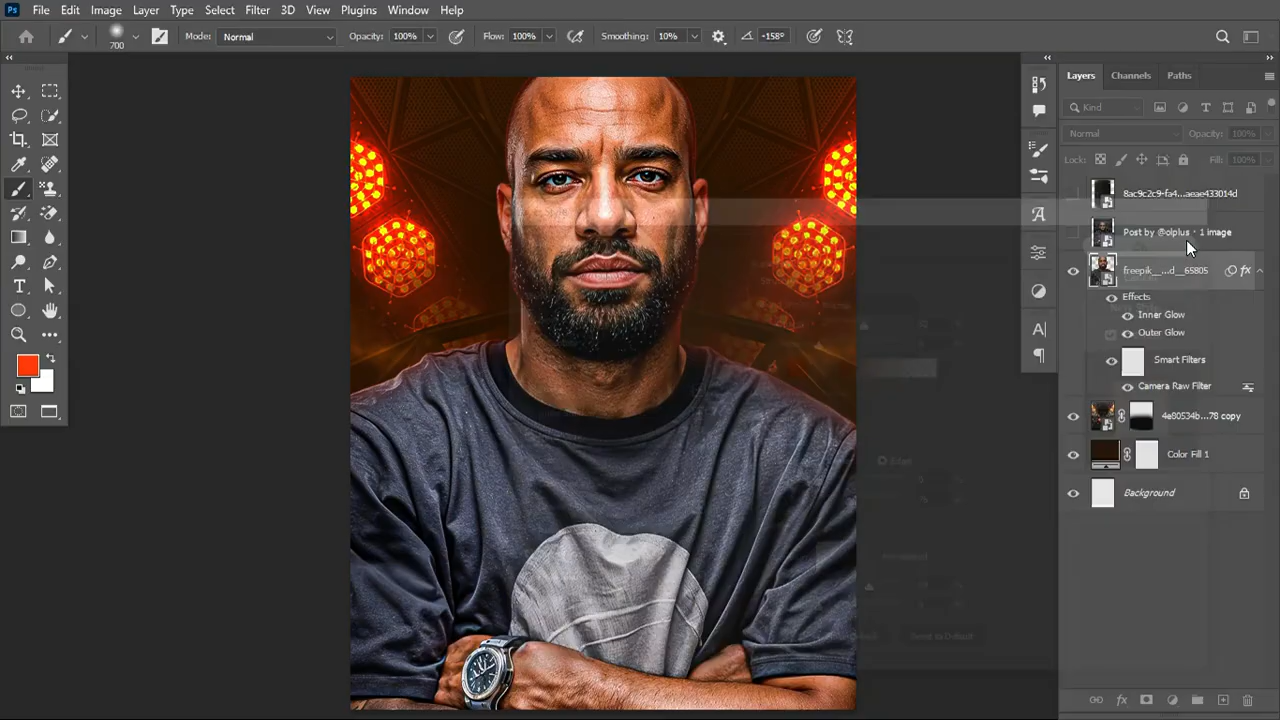 Ps File Edit Image Layer Type Select Filter 3D View Plugins Window Help
700 Mode: Normal Opacity: 100% Flow: 100% Smoothing: 10% -158°
Layers Channels Paths
Kind
Normal Opacity: 100%
Lock: Fill: 100%
8ac9c2c9-fa4...aeae433014d
Post by @olplus · 1 image
freepik__...d__65805 fx
Effects
Inner Glow
Outer Glow
Smart Filters
Camera Raw Filter
4e80534b...78 copy
Color Fill 1
Background